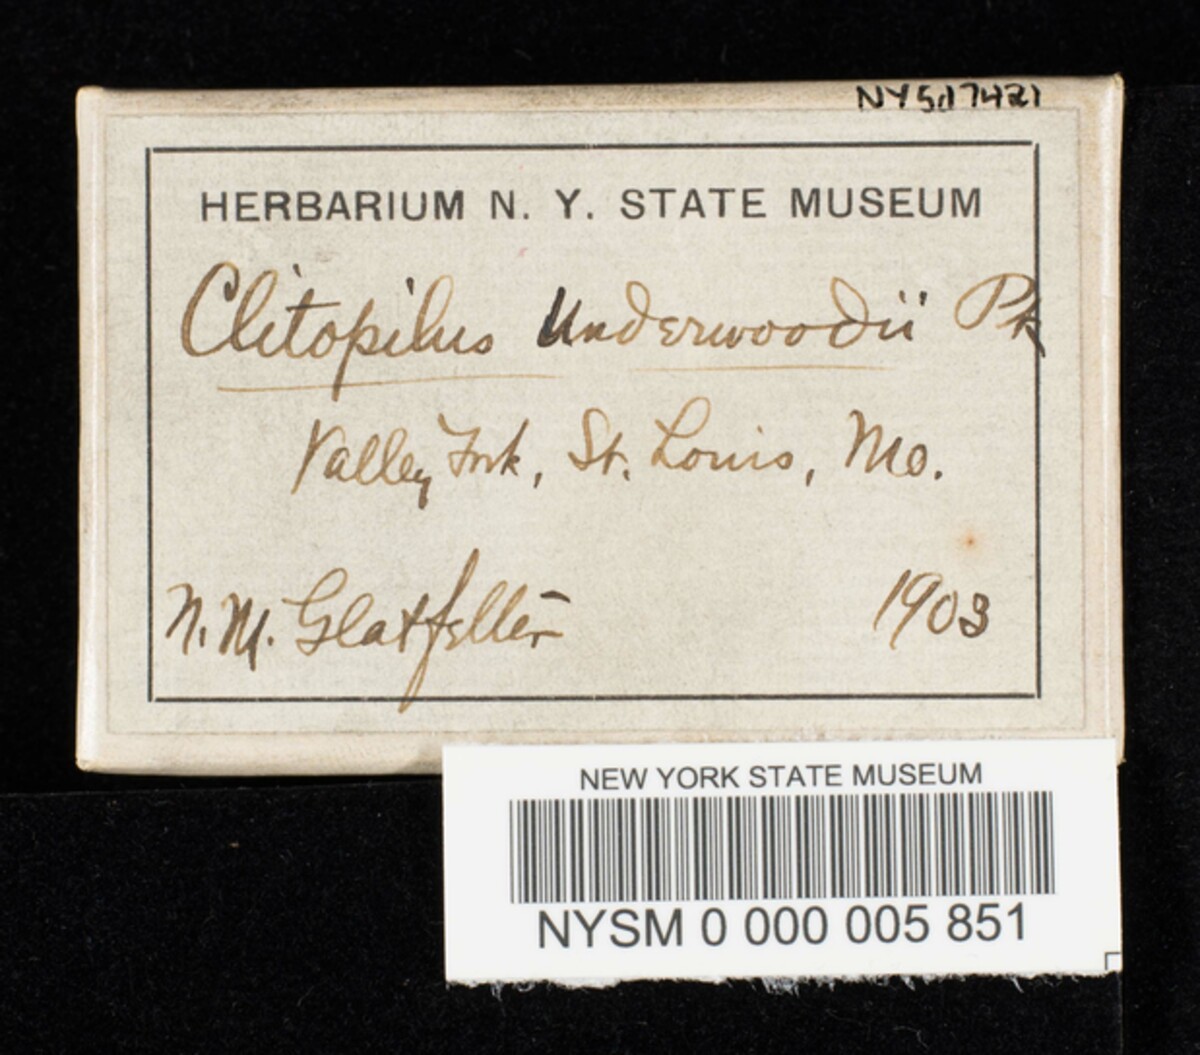 NYSd7421
HERBARIUM N. Y. STATE MUSEUM
Clitopilus Underwoodii Pk
Valley Fork, St. Louis, Mo.
N. M. Glatfelter
1903
NEW YORK STATE MUSEUM
NYSM 0 000 005 851